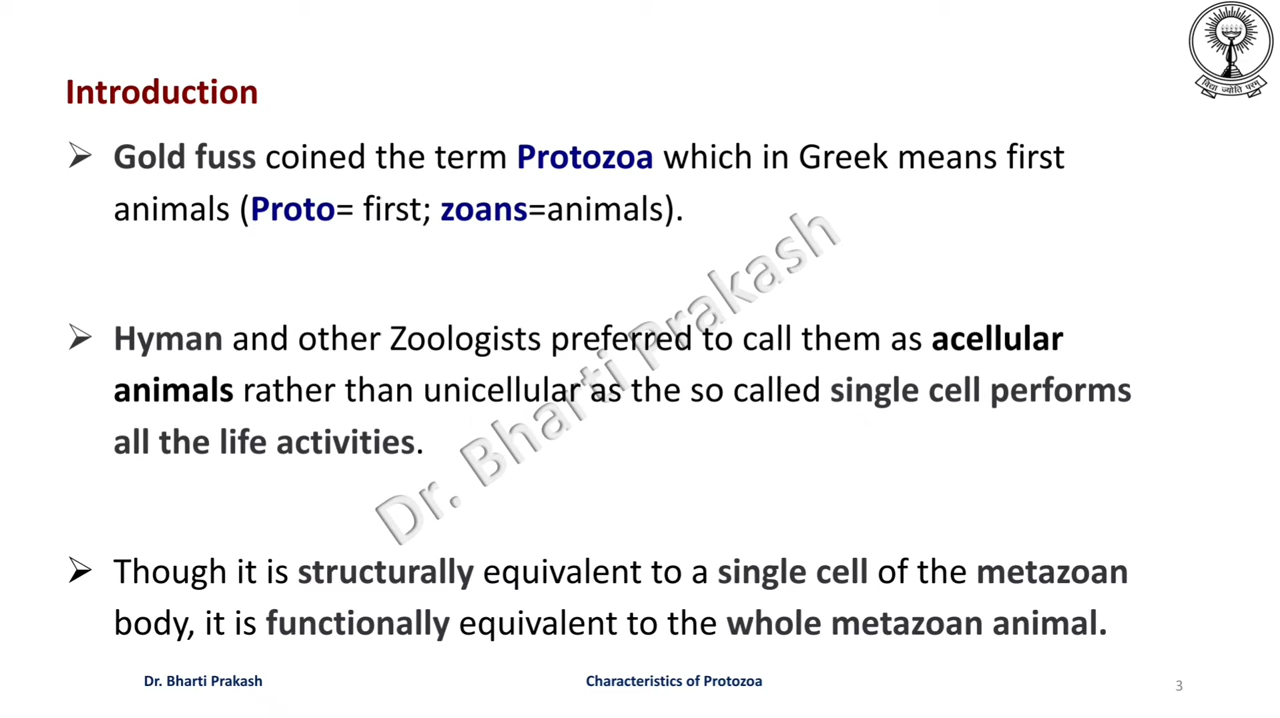 विद्या ज्योति परम्
Introduction
➢ Gold fuss coined the term Protozoa which in Greek means first
animals (Proto= first; zoans=animals).
➢ Hyman and other Zoologists preferred to call them as acellular
animals rather than unicellular as the so called single cell performs
all the life activities.
➢ Though it is structurally equivalent to a single cell of the metazoan
body, it is functionally equivalent to the whole metazoan animal.
Dr. Bharti Prakash
Dr. Bharti Prakash
Characteristics of Protozoa
3